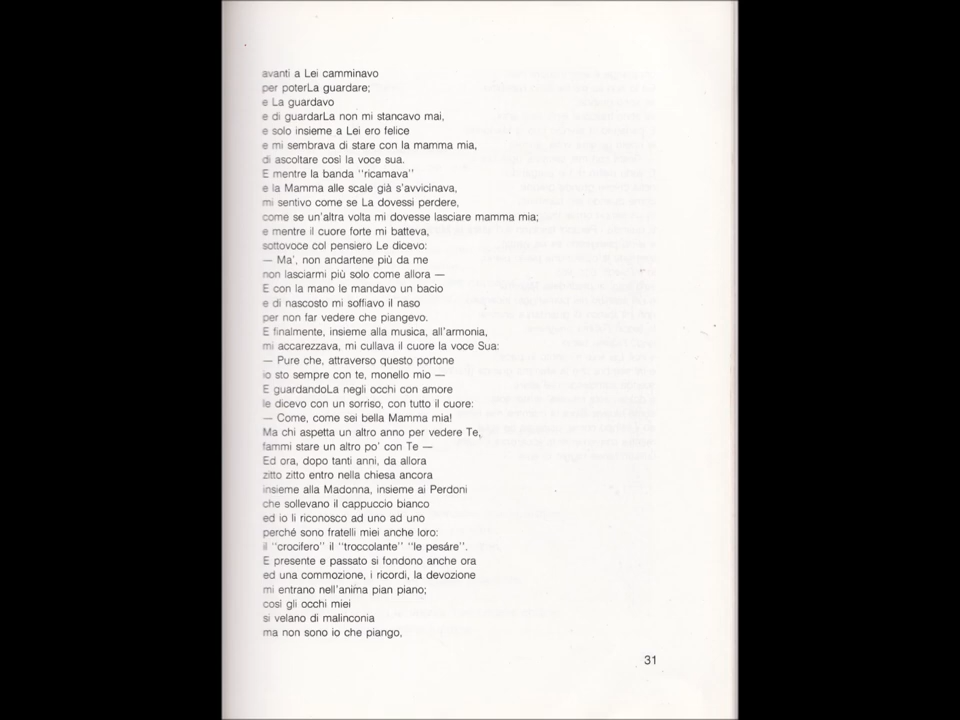 avanti a Lei camminavo
per poterLa guardare;
e La guardavo
e di guardarLa non mi stancavo mai,
e solo insieme a Lei ero felice
e mi sembrava di stare con la mamma mia,
di ascoltare così la voce sua.
E mentre la banda "ricamava"
e la Mamma alle scale già s'avvicinava,
mi sentivo come se La dovessi perdere,
come se un'altra volta mi dovesse lasciare mamma mia;
e mentre il cuore forte mi batteva,
sottovoce col pensiero Le dicevo:
— Ma', non andartene più da me
non lasciarmi più solo come allora —
E con la mano le mandavo un bacio
e di nascosto mi soffiavo il naso
per non far vedere che piangevo.
E finalmente, insieme alla musica, all'armonia,
mi accarezzava, mi cullava il cuore la voce Sua:
— Pure che, attraverso questo portone
io sto sempre con te, monello mio —
E guardandoLa negli occhi con amore
le dicevo con un sorriso, con tutto il cuore:
— Come, come sei bella Mamma mia!
Ma chi aspetta un altro anno per vedere Te,
fammi stare un altro po' con Te —
Ed ora, dopo tanti anni, da allora
zitto zitto entro nella chiesa ancora
insieme alla Madonna, insieme ai Perdoni
che sollevano il cappuccio bianco
ed io li riconosco ad uno ad uno
perché sono fratelli miei anche loro:
il "crocifero" il "troccolante" "le pesáre".
E presente e passato si fondono anche ora
ed una commozione, i ricordi, la devozione
mi entrano nell'anima pian piano;
così gli occhi miei
si velano di malinconia
ma non sono io che piango,
31